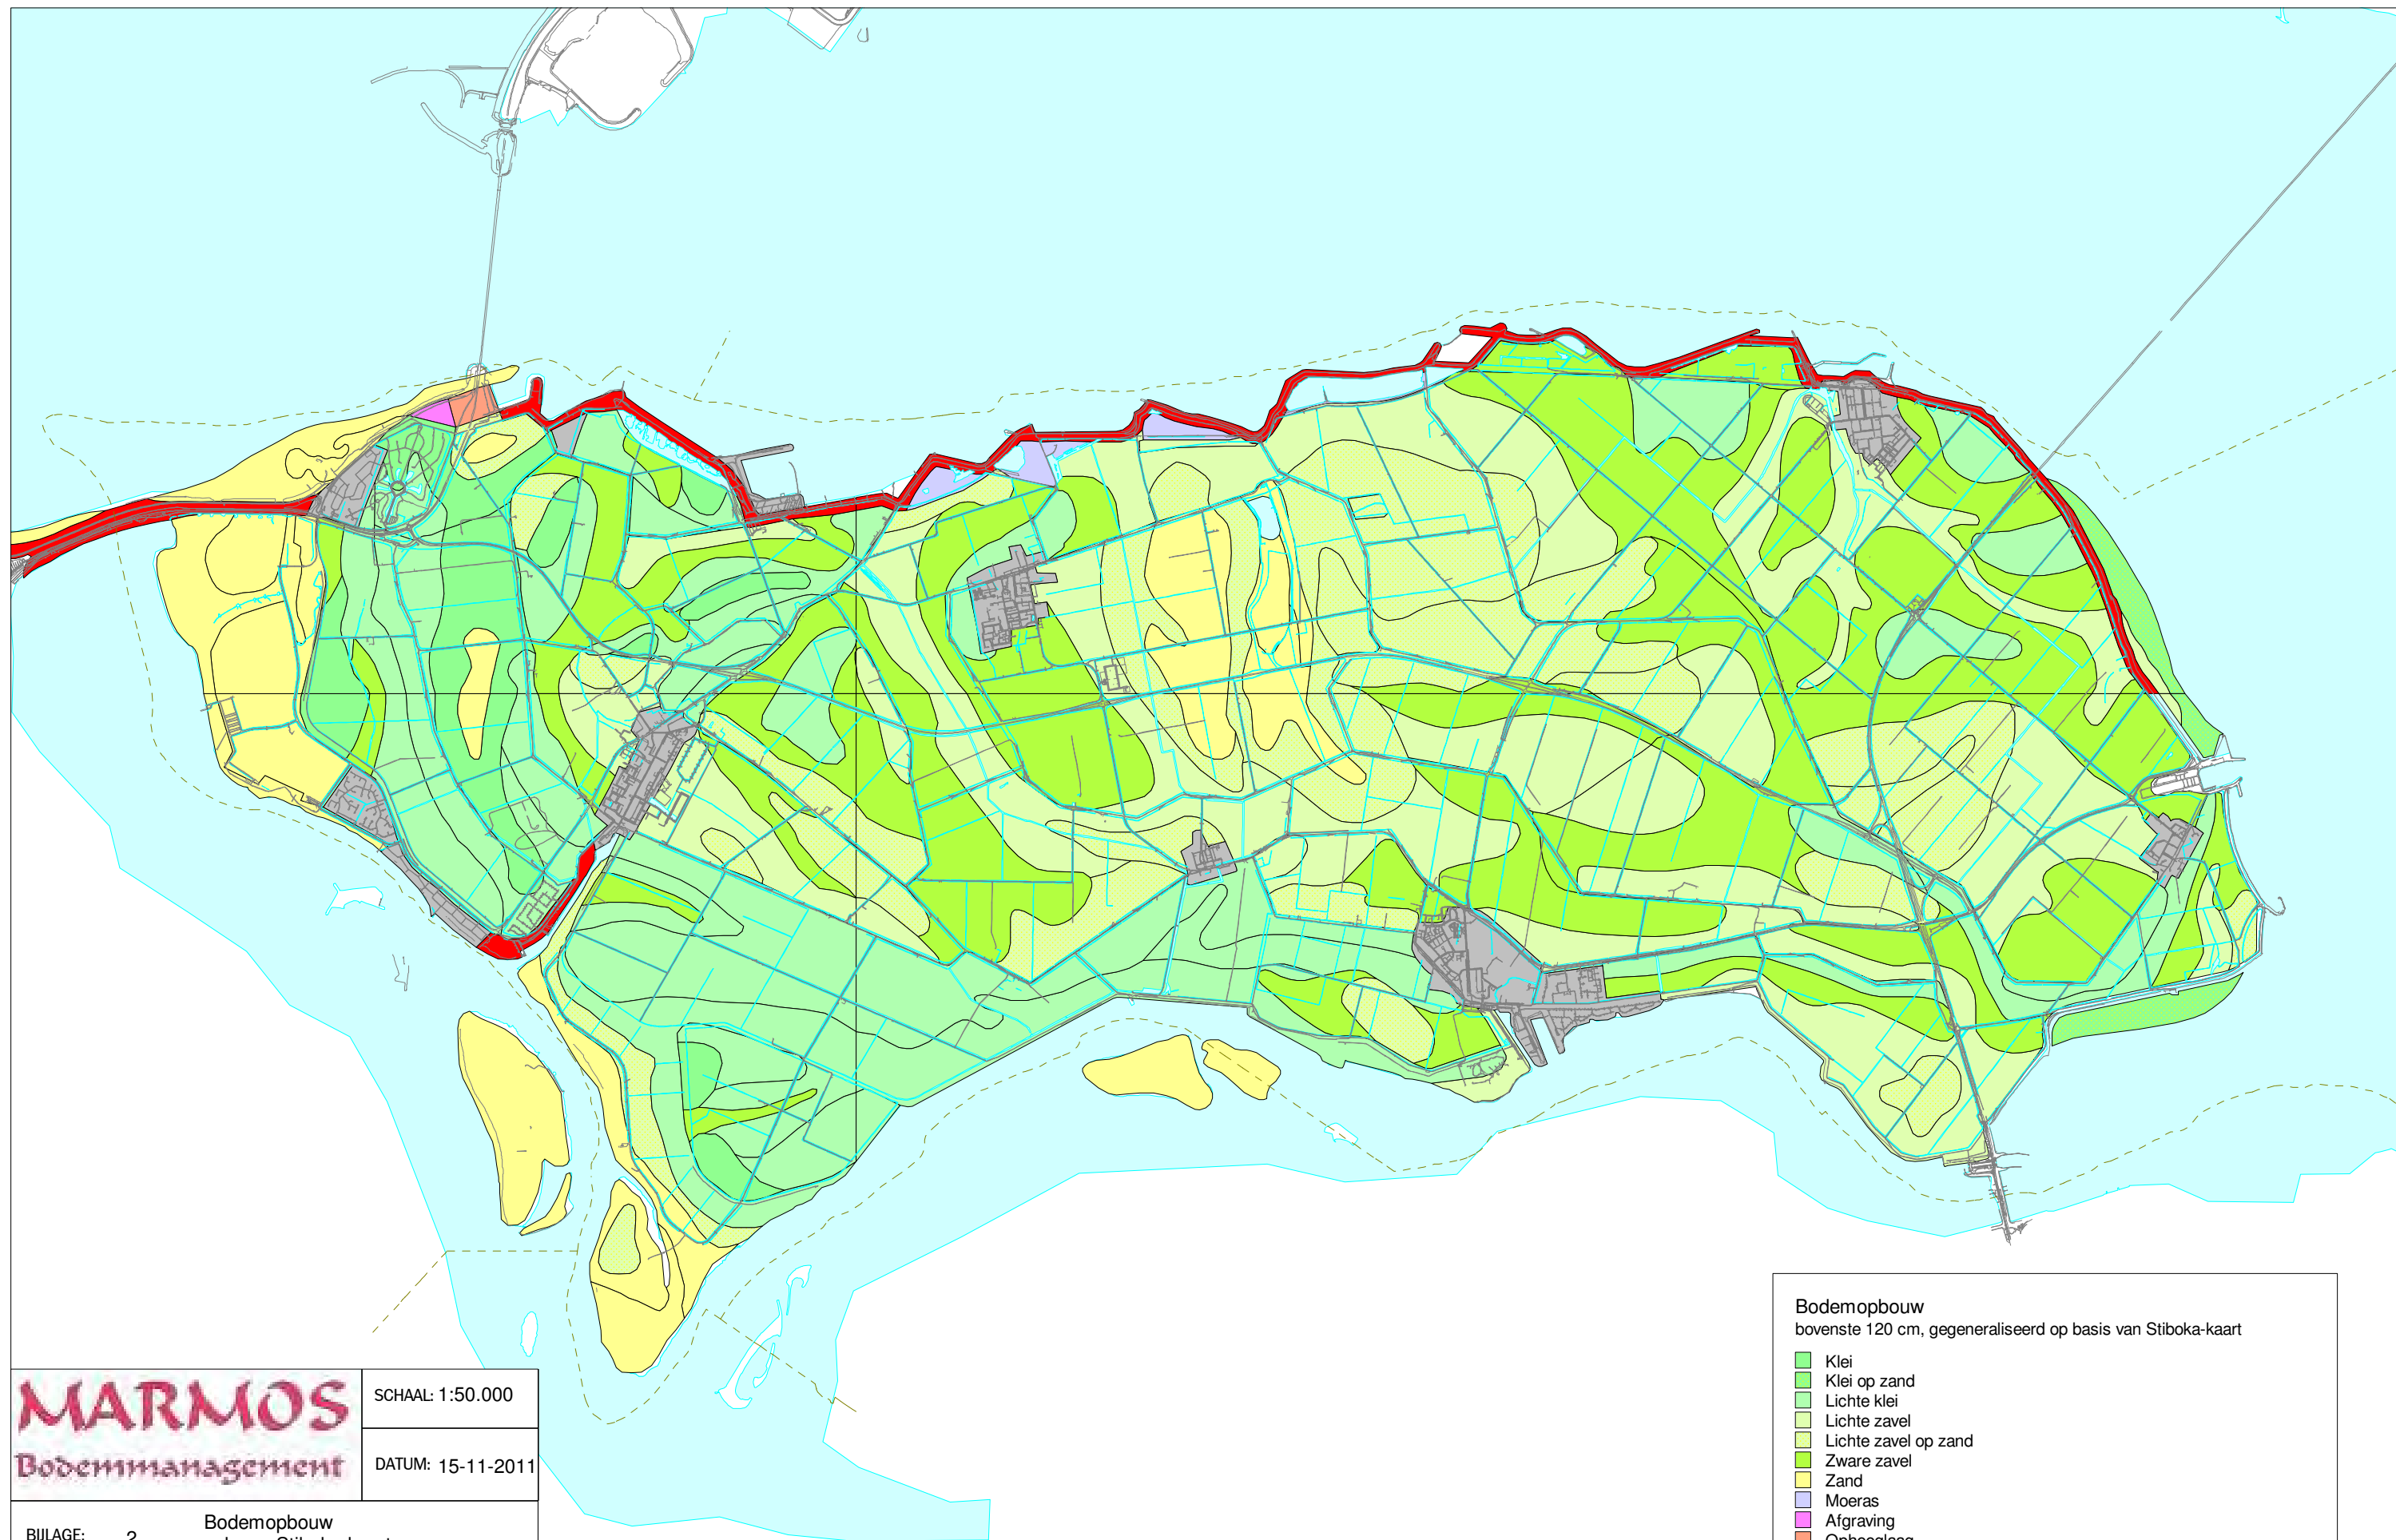 MARMOS
Bodemmanagement
SCHAAL: 1:50.000
DATUM: 15-11-2011
BIJLAGE: 2
Bodemopbouw
Bodemopbouw
bovenste 120 cm, gegeneraliseerd op basis van Stiboka-kaart
Klei
Klei op zand
Lichte klei
Lichte zavel
Lichte zavel op zand
Zware zavel
Zand
Moeras
Afgraving